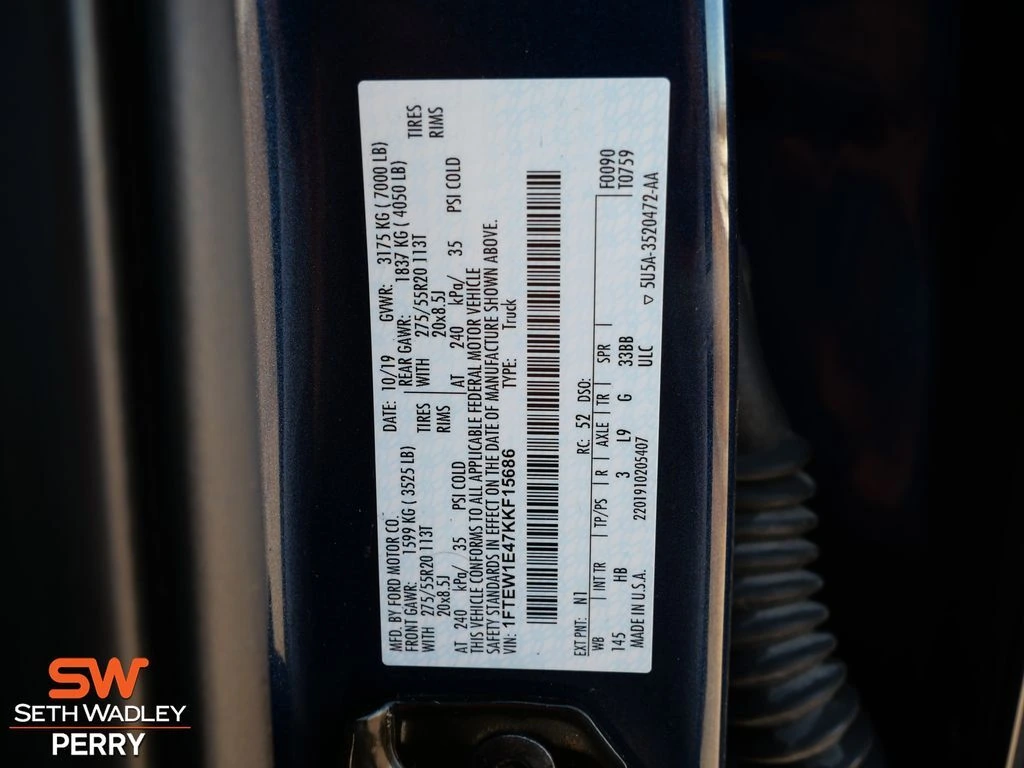 MFD. BY FORD MOTOR CO. DATE: 10/19 GVWR: 3175 KG ( 7000 LB)
FRONT GAWR: 1599 KG ( 3525 LB) REAR GAWR: 1837 KG ( 4050 LB)
WITH 275/55R20 113T TIRES WITH 275/55R20 113T TIRES
20x8.5J RIMS 20x8.5J RIMS
AT 240 kPa/ 35 PSI COLD AT 240 kPa/ 35 PSI COLD
THIS VEHICLE CONFORMS TO ALL APPLICABLE FEDERAL MOTOR VEHICLE
SAFETY STANDARDS IN EFFECT ON THE DATE OF MANUFACTURE SHOWN ABOVE.
VIN: 1FTEW1E47KKF15686 TYPE: Truck
EXT PNT: N1 RC: 52 DSO:
WB INT TR TP/PS R AXLE TR SPR F0090
145 HB 3 L9 G 33BB T0759
MADE IN U.S.A. 2201910205407 ULC ▽ 5U5A-3520472-AA
SW
SETH WADLEY
PERRY